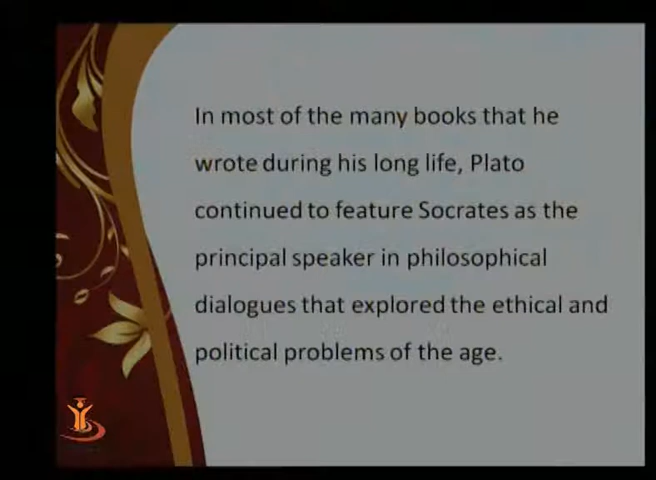 In most of the many books that he
wrote during his long life, Plato
continued to feature Socrates as the
principal speaker in philosophical
dialogues that explored the ethical and
political problems of the age.